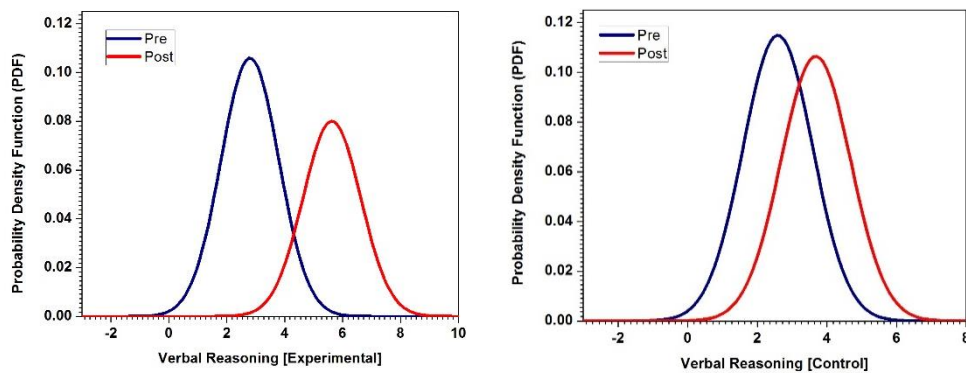 Probability Density Function (PDF)
0.12
0.10
0.08
0.06
0.04
0.02
0.00
Pre
Post
-2 0 2 4 6 8 10
Verbal Reasoning [Experimental]
Probability Density Function (PDF)
0.12
0.10
0.08
0.06
0.04
0.02
0.00
Pre
Post
-2 0 2 4 6 8
Verbal Reasoning [Control]